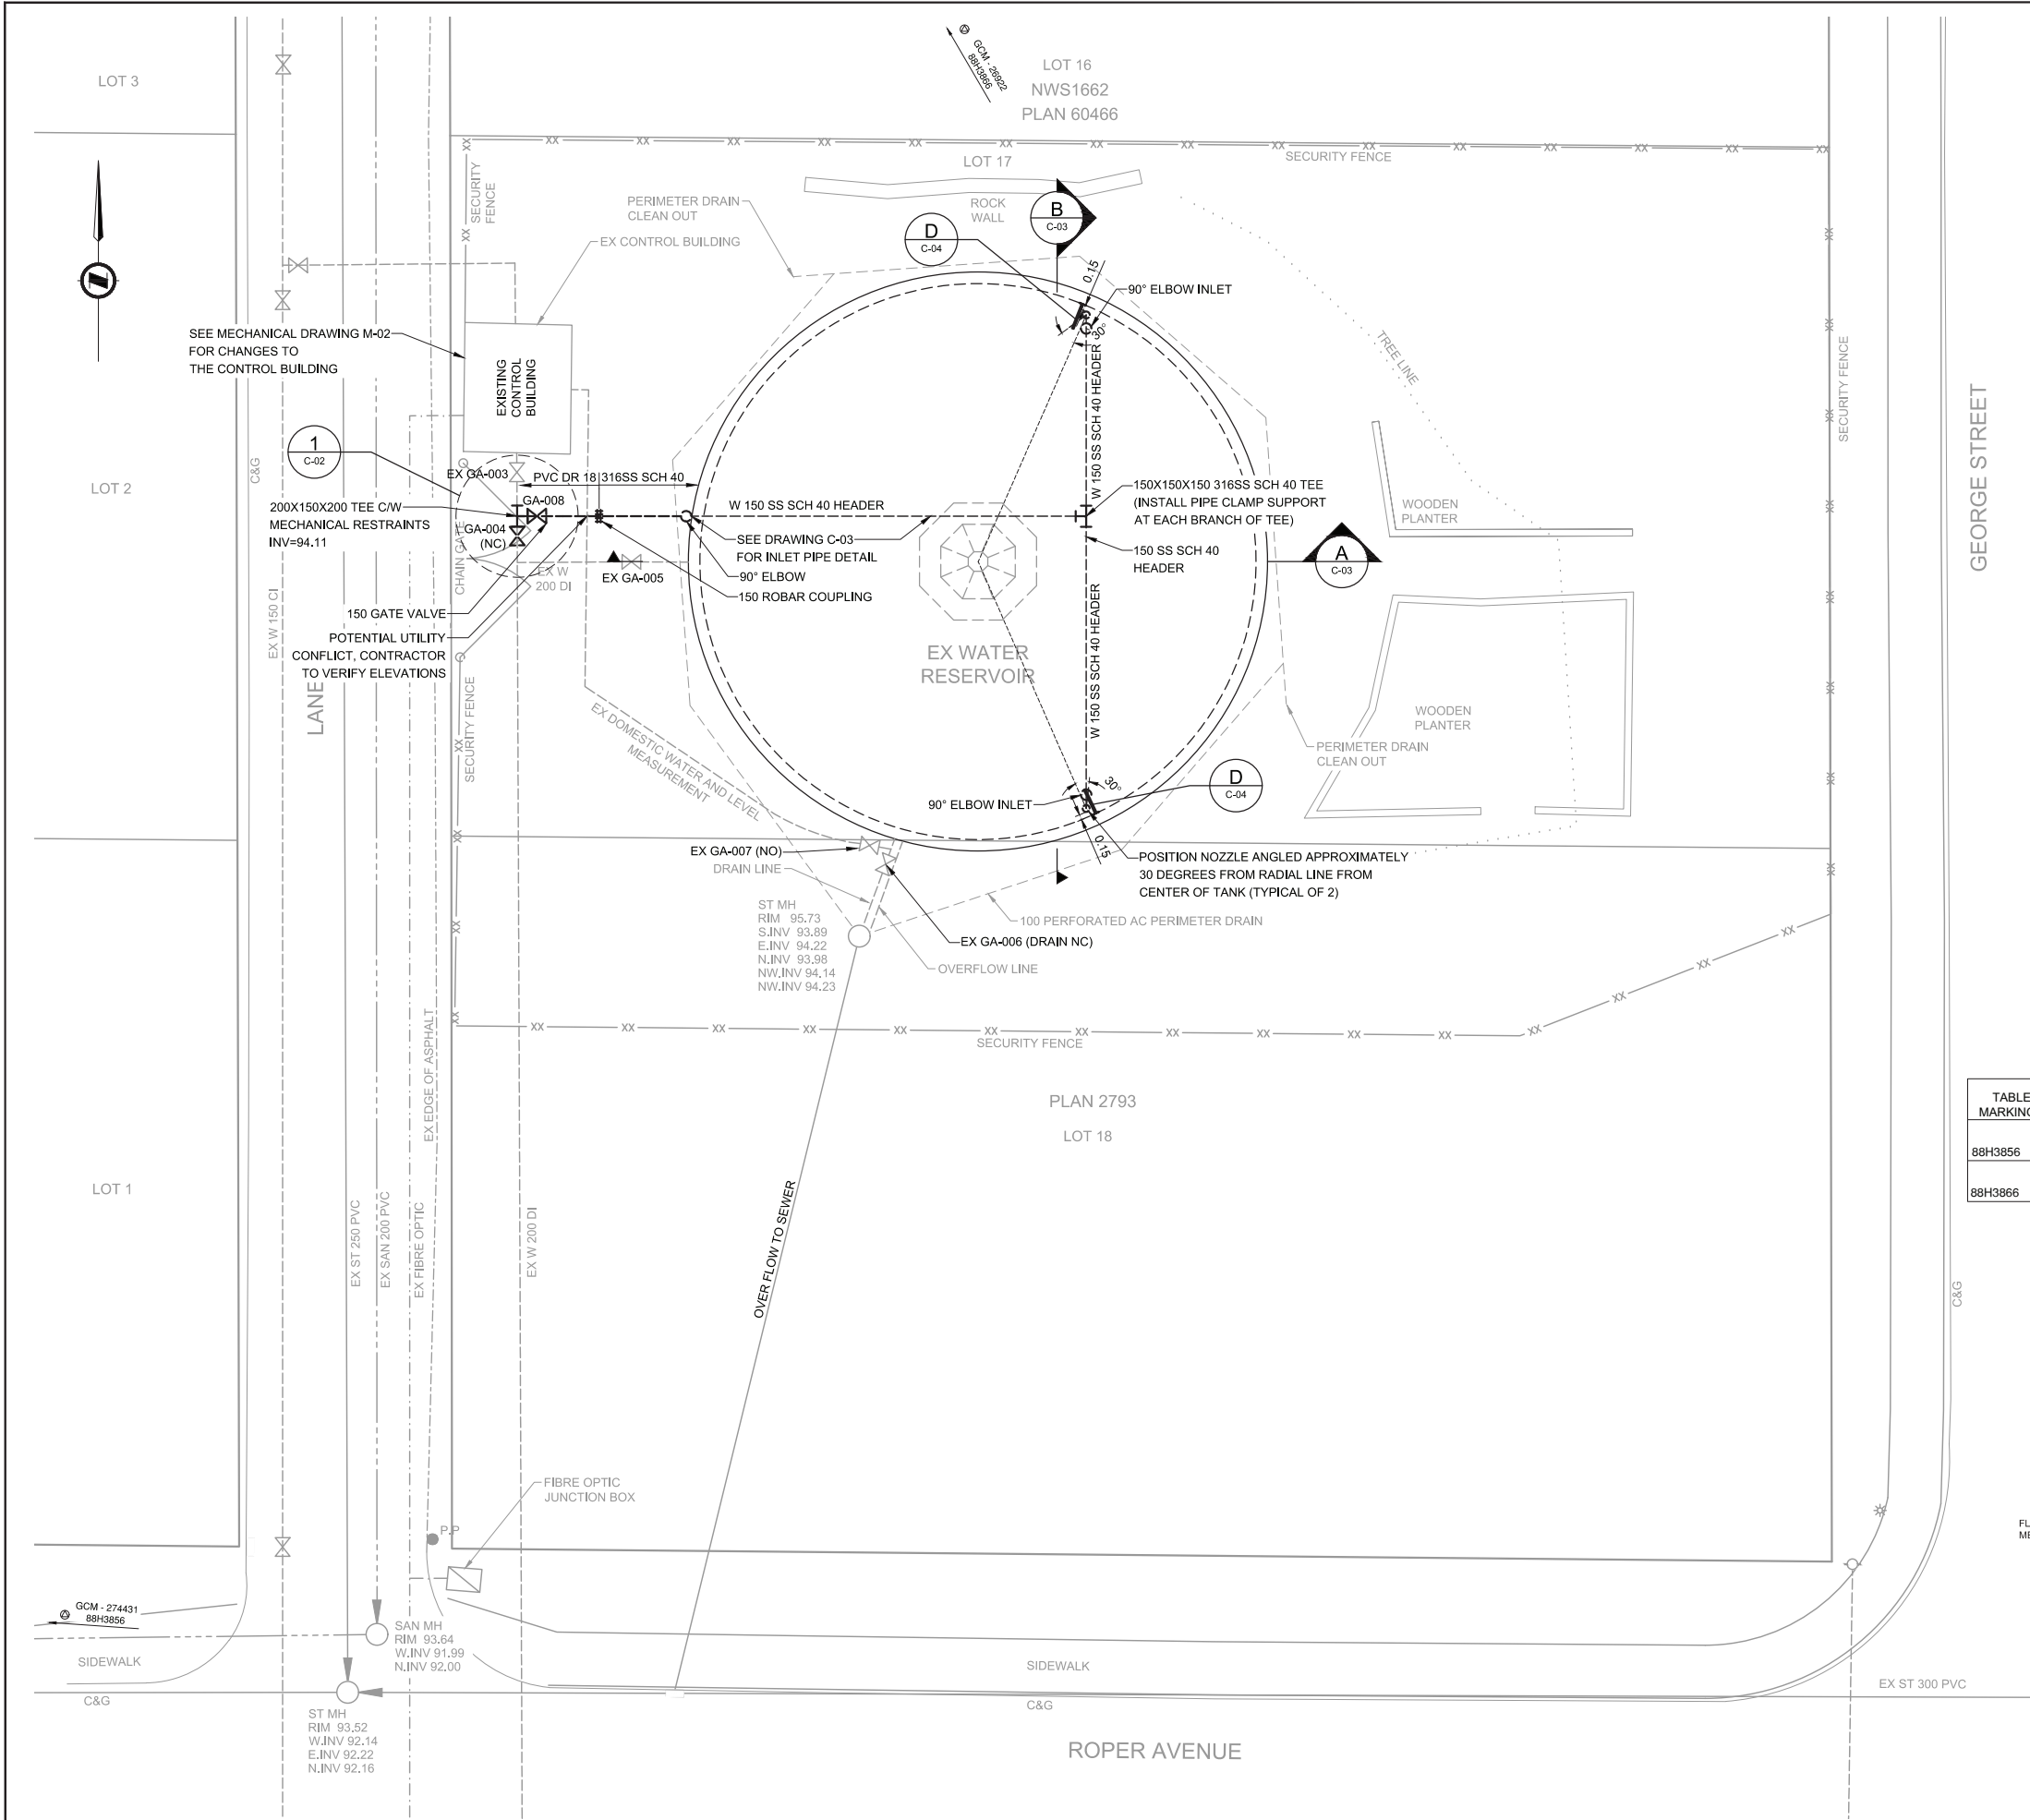 LOT 3
GCM - 26922
88H3866
LOT 16
NWS1662
PLAN 60466
SECURITY FENCE
LOT 17
SECURITY
FENCE
PERIMETER DRAIN
CLEAN OUT
ROCK
WALL
B
C-03
D
C-04
EX CONTROL BUILDING
0.15
90° ELBOW INLET
30°
SEE MECHANICAL DRAWING M-02
FOR CHANGES TO
THE CONTROL BUILDING
EXISTING
CONTROL
BUILDING
W 150 SS SCH 40 HEADER
TREE LINE
SECURITY FENCE
GEORGE STREET
1
C-02
C&G
LOT 2
EX GA-003
PVC DR 18
316SS SCH 40
GA-008
200X150X200 TEE C/W
MECHANICAL RESTRAINTS
INV=94.11
GA-004
(NC)
W 150 SS SCH 40 HEADER
150X150X150 316SS SCH 40 TEE
(INSTALL PIPE CLAMP SUPPORT
AT EACH BRANCH OF TEE)
WOODEN
PLANTER
SEE DRAWING C-03
FOR INLET PIPE DETAIL
150 SS SCH 40
HEADER
A
C-03
CHAIN GATE
EX W
200 DI
EX GA-005
90° ELBOW
150 ROBAR COUPLING
EX W 150 CI
150 GATE VALVE
POTENTIAL UTILITY
CONFLICT, CONTRACTOR
TO VERIFY ELEVATIONS
LANE
EX WATER
RESERVOIR
W 150 SS SCH 40 HEADER
SECURITY FENCE
EX DOMESTIC WATER AND LEVEL
MEASUREMENT
WOODEN
PLANTER
PERIMETER DRAIN
CLEAN OUT
30°
D
C-04
90° ELBOW INLET
0.15
EX GA-007 (NO)
DRAIN LINE
POSITION NOZZLE ANGLED APPROXIMATELY
30 DEGREES FROM RADIAL LINE FROM
CENTER OF TANK (TYPICAL OF 2)
ST MH
RIM 95.73
S.INV 93.89
E.INV 94.22
N.INV 93.98
NW.INV 94.14
NW.INV 94.23
100 PERFORATED AC PERIMETER DRAIN
EX GA-006 (DRAIN NC)
OVERFLOW LINE
SECURITY FENCE
EX EDGE OF ASPHALT
PLAN 2793
LOT 18
TABLE
88H3856
88H3866
LOT 1
EX ST 250 PVC
EX SAN 200 PVC
EX FIBRE OPTIC
EX W 200 DI
OVER FLOW TO SEWER
C&G
FIBRE OPTIC
JUNCTION BOX
P.P
GCM - 274431
88H3856
SAN MH
RIM 93.64
W.INV 91.99
N.INV 92.00
SIDEWALK
SIDEWALK
C&G
C&G
EX ST 300 PVC
ST MH
RIM 93.52
W.INV 92.14
E.INV 92.22
N.INV 92.16
ROPER AVENUE